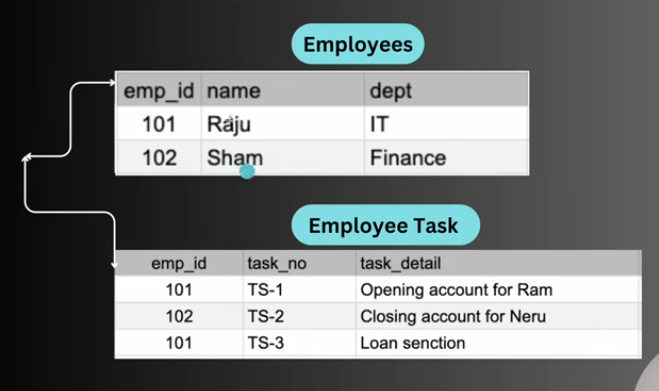 Employees
emp_id name dept
101 Raju IT
102 Sham Finance
Employee Task
emp_id task_no task_detail
101 TS-1 Opening account for Ram
102 TS-2 Closing account for Neru
101 TS-3 Loan senction